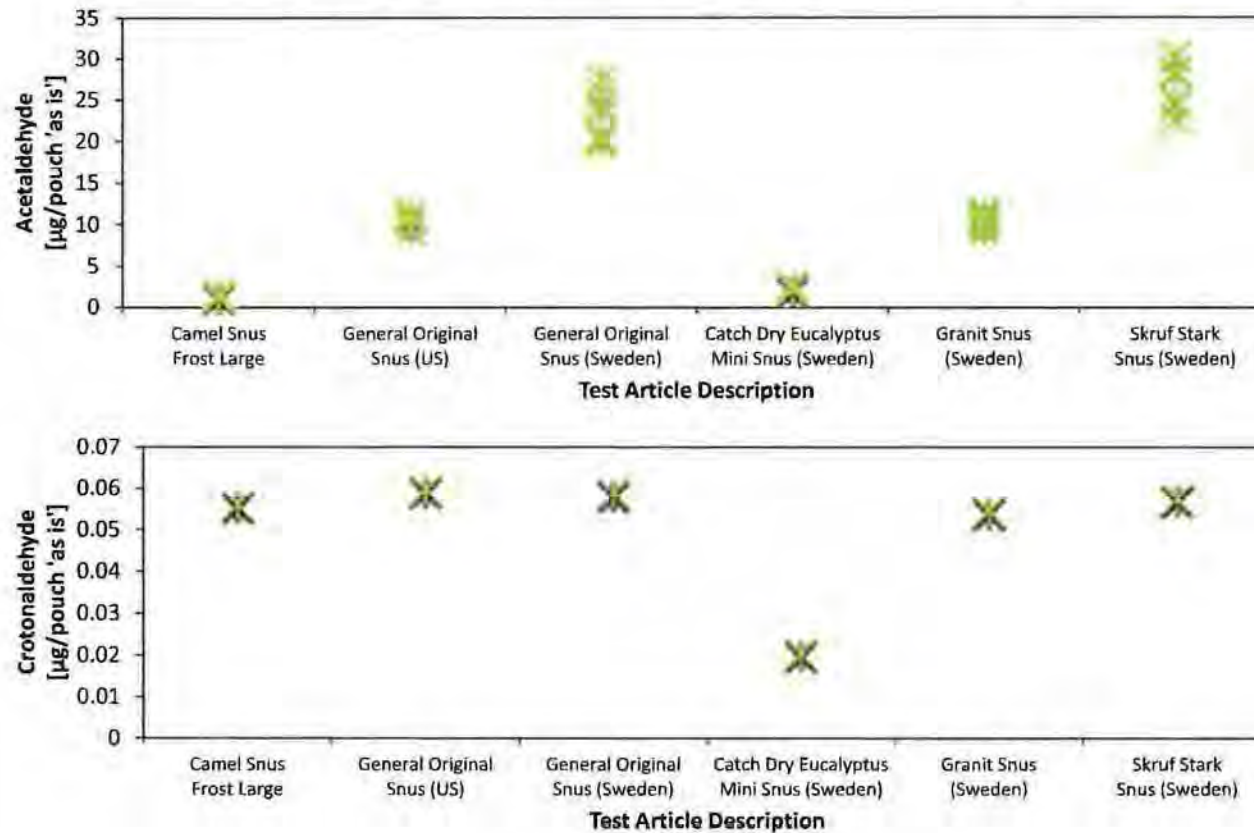 Acetaldehyde
[µg/pouch 'as is']
35
30
25
20
15
10
5
0
Camel Snus
Frost Large
General Original
Snus (US)
General Original
Snus (Sweden)
Catch Dry Eucalyptus
Mini Snus (Sweden)
Granit Snus
(Sweden)
Skruf Stark
Snus (Sweden)
Test Article Description
Crotonaldehyde
[µg/pouch 'as is']
0.07
0.06
0.05
0.04
0.03
0.02
0.01
0
Camel Snus
Frost Large
General Original
Snus (US)
General Original
Snus (Sweden)
Catch Dry Eucalyptus
Mini Snus (Sweden)
Granit Snus
(Sweden)
Skruf Stark
Snus (Sweden)
Test Article Description